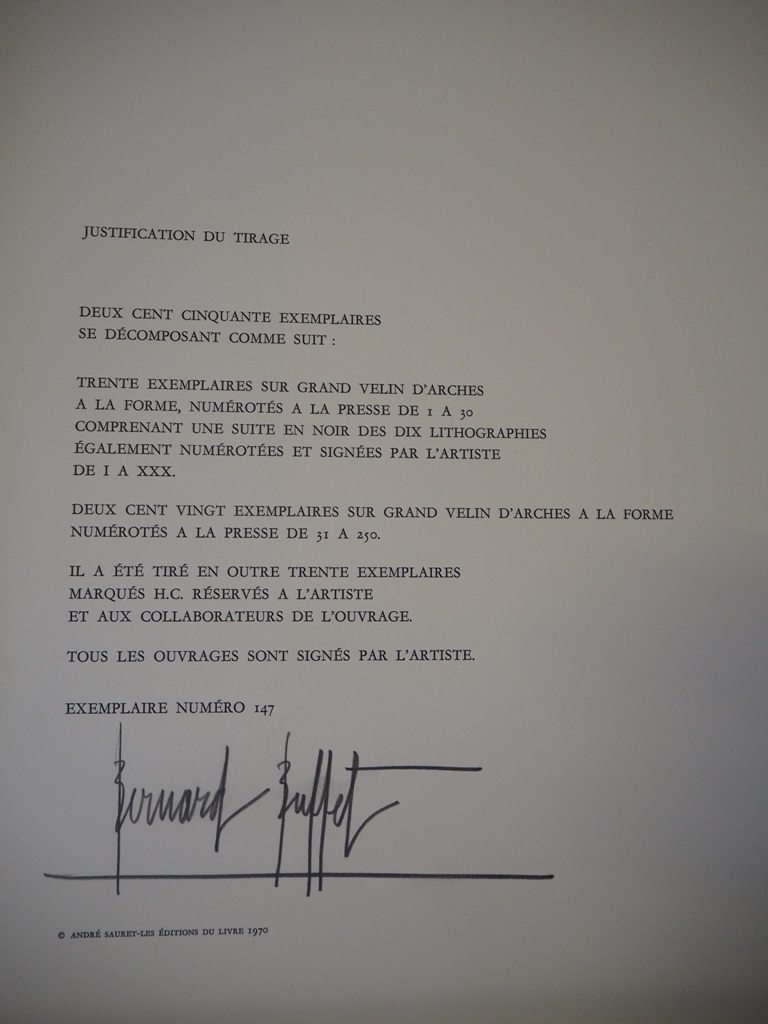 JUSTIFICATION DU TIRAGE
DEUX CENT CINQUANTE EXEMPLAIRES
SE DÉCOMPOSANT COMME SUIT :
TRENTE EXEMPLAIRES SUR GRAND VELIN D'ARCHES
A LA FORME, NUMÉROTÉS A LA PRESSE DE 1 A 30
COMPRENANT UNE SUITE EN NOIR DES DIX LITHOGRAPHIES
ÉGALEMENT NUMÉROTÉES ET SIGNÉES PAR L'ARTISTE
DE I A XXX.
DEUX CENT VINGT EXEMPLAIRES SUR GRAND VELIN D'ARCHES A LA FORME
NUMÉROTÉS A LA PRESSE DE 31 A 250.
IL A ÉTÉ TIRÉ EN OUTRE TRENTE EXEMPLAIRES
MARQUÉS H.C. RÉSERVÉS A L'ARTISTE
ET AUX COLLABORATEURS DE L'OUVRAGE.
TOUS LES OUVRAGES SONT SIGNÉS PAR L'ARTISTE.
EXEMPLAIRE NUMÉRO 147
Bernard Buffet
© ANDRÉ SAURET-LES ÉDITIONS DU LIVRE 1970